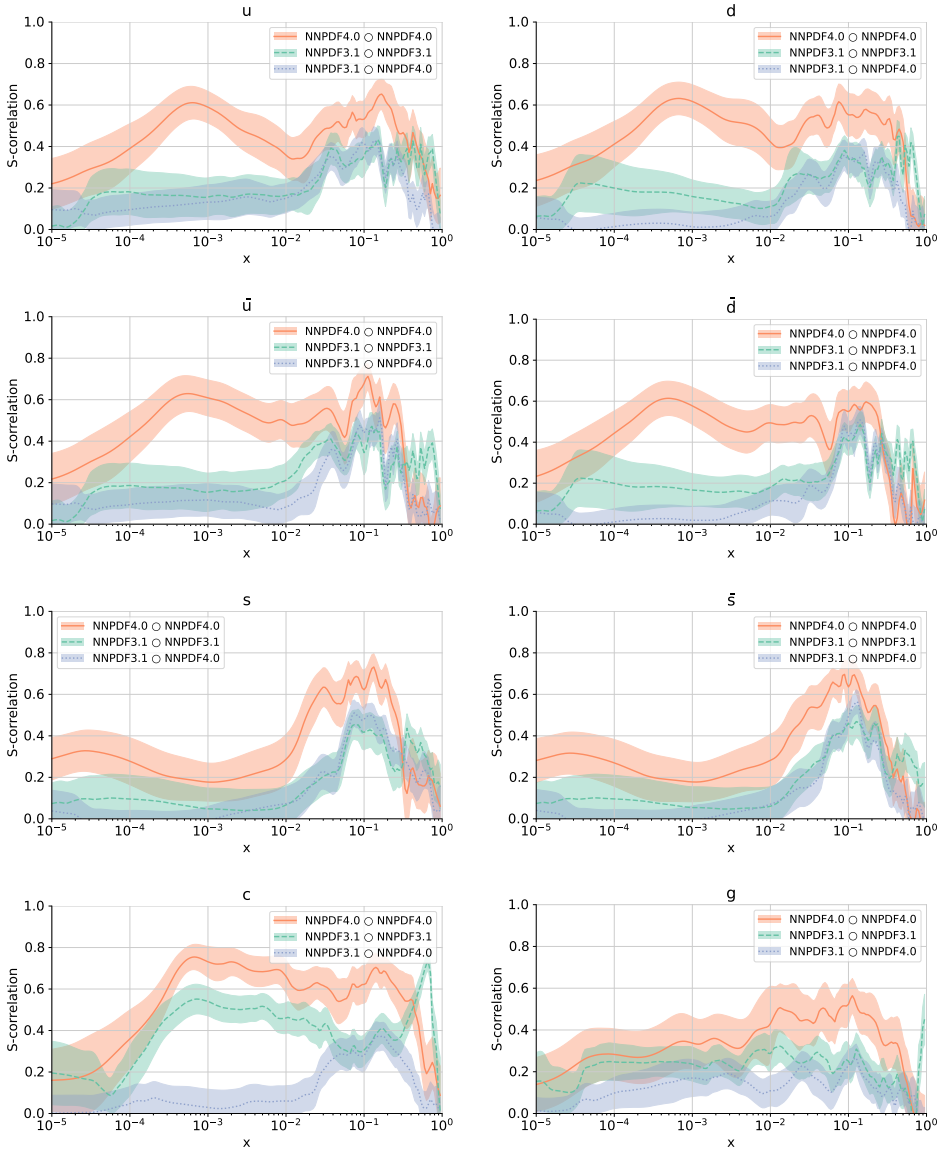 u
NNPDF4.0 ○ NNPDF4.0
NNPDF3.1 ○ NNPDF3.1
NNPDF3.1 ○ NNPDF4.0
S-correlation
1.0
0.8
0.6
0.4
0.2
0.0
10⁻⁵ 10⁻⁴ 10⁻³ 10⁻² 10⁻¹ 10⁰
x
d
NNPDF4.0 ○ NNPDF4.0
NNPDF3.1 ○ NNPDF3.1
NNPDF3.1 ○ NNPDF4.0
S-correlation
1.0
0.8
0.6
0.4
0.2
0.0
10⁻⁵ 10⁻⁴ 10⁻³ 10⁻² 10⁻¹ 10⁰
x
ū
NNPDF4.0 ○ NNPDF4.0
NNPDF3.1 ○ NNPDF3.1
NNPDF3.1 ○ NNPDF4.0
S-correlation
1.0
0.8
0.6
0.4
0.2
0.0
10⁻⁵ 10⁻⁴ 10⁻³ 10⁻² 10⁻¹ 10⁰
x
d̄
NNPDF4.0 ○ NNPDF4.0
NNPDF3.1 ○ NNPDF3.1
NNPDF3.1 ○ NNPDF4.0
S-correlation
1.0
0.8
0.6
0.4
0.2
0.0
10⁻⁵ 10⁻⁴ 10⁻³ 10⁻² 10⁻¹ 10⁰
x
s
NNPDF4.0 ○ NNPDF4.0
NNPDF3.1 ○ NNPDF3.1
NNPDF3.1 ○ NNPDF4.0
S-correlation
1.0
0.8
0.6
0.4
0.2
0.0
10⁻⁵ 10⁻⁴ 10⁻³ 10⁻² 10⁻¹ 10⁰
x
s̄
NNPDF4.0 ○ NNPDF4.0
NNPDF3.1 ○ NNPDF3.1
NNPDF3.1 ○ NNPDF4.0
S-correlation
1.0
0.8
0.6
0.4
0.2
0.0
10⁻⁵ 10⁻⁴ 10⁻³ 10⁻² 10⁻¹ 10⁰
x
c
NNPDF4.0 ○ NNPDF4.0
NNPDF3.1 ○ NNPDF3.1
NNPDF3.1 ○ NNPDF4.0
S-correlation
1.0
0.8
0.6
0.4
0.2
0.0
10⁻⁵ 10⁻⁴ 10⁻³ 10⁻² 10⁻¹ 10⁰
x
g
NNPDF4.0 ○ NNPDF4.0
NNPDF3.1 ○ NNPDF3.1
NNPDF3.1 ○ NNPDF4.0
S-correlation
1.0
0.8
0.6
0.4
0.2
0.0
10⁻⁵ 10⁻⁴ 10⁻³ 10⁻² 10⁻¹ 10⁰
x